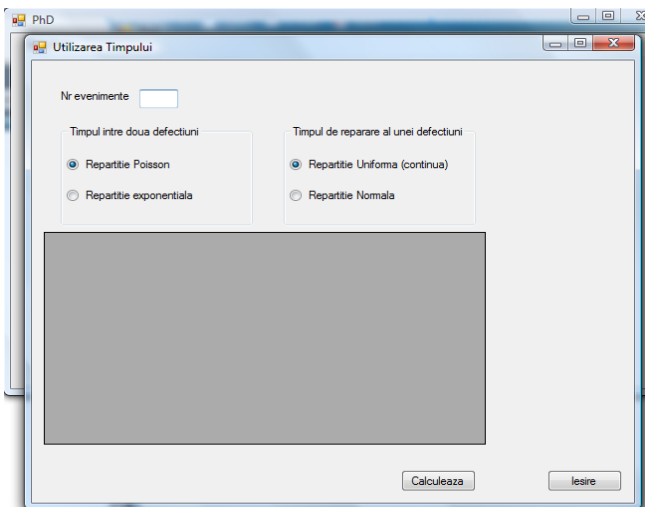 PhD
Utilizarea Timpului
Nr evenimente
Timpul intre doua defectiuni
Timpul de reparare al unei defectiuni
Repartitie Poisson
Repartitie Uniforma (continua)
Repartitie exponentiala
Repartitie Normala
Calculeaza
Iesire